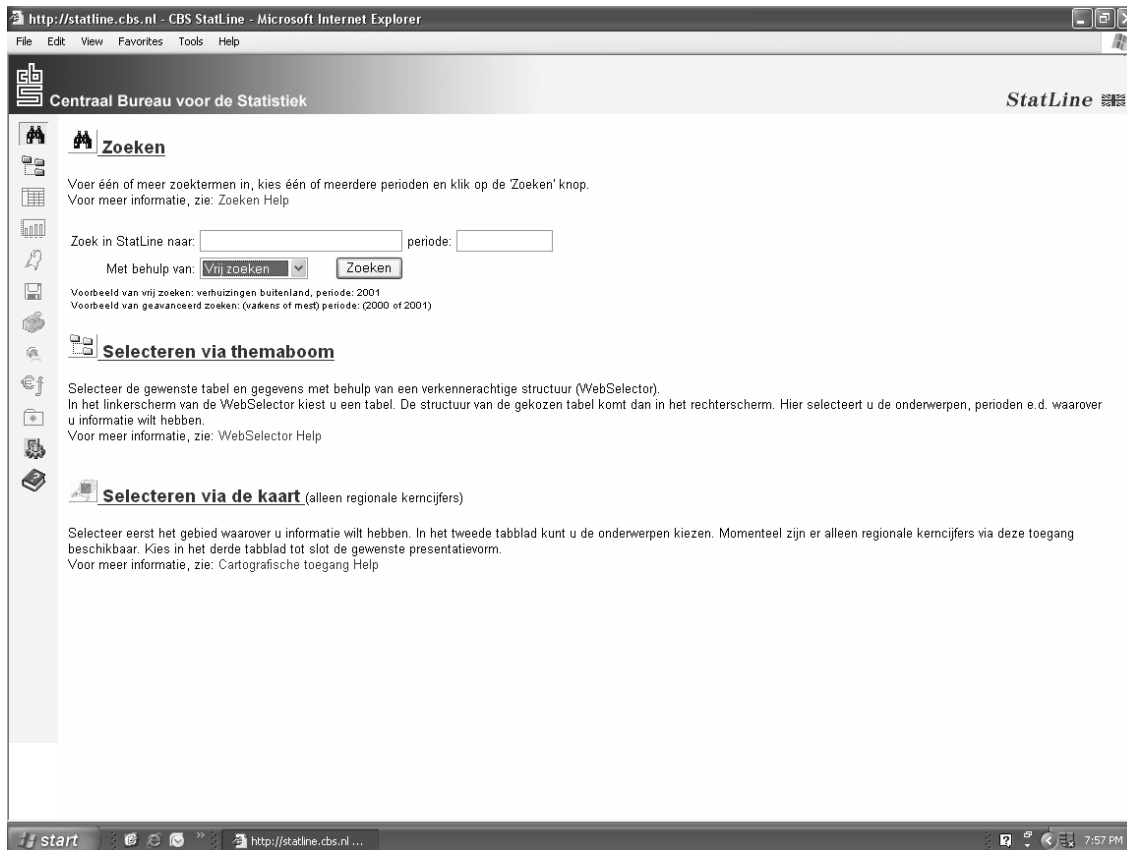 http://statline.cbs.nl - CBS StatLine - Microsoft Internet Explorer
File Edit View Favorites Tools Help
cbs
Centraal Bureau voor de Statistiek
StatLine
Zoeken
Voer één of meer zoektermen in, kies één of meerdere perioden en klik op de 'Zoeken' knop.
Voor meer informatie, zie: Zoeken Help
Zoek in StatLine naar: periode:
Met behulp van: Vrij zoeken Zoeken
Voorbeeld van vrij zoeken: verhuizingen buitenland, periode: 2001
Voorbeeld van geavanceerd zoeken: (varkens of mest) periode: (2000 of 2001)
Selecteren via themaboom
Selecteer de gewenste tabel en gegevens met behulp van een verkennerachtige structuur (WebSelector).
In het linkerscherm van de WebSelector kiest u een tabel. De structuur van de gekozen tabel komt dan in het rechterscherm. Hier selecteert u de onderwerpen, perioden e.d. waarover
u informatie wilt hebben.
Voor meer informatie, zie: WebSelector Help
Selecteren via de kaart (alleen regionale kerncijfers)
Selecteer eerst het gebied waarover u informatie wilt hebben. In het tweede tabblad kunt u de onderwerpen kiezen. Momenteel zijn er alleen regionale kerncijfers via deze toegang
beschikbaar. Kies in het derde tabblad tot slot de gewenste presentatievorm.
Voor meer informatie, zie: Cartografische toegang Help
start http://statline.cbs.nl ... 7:57 PM